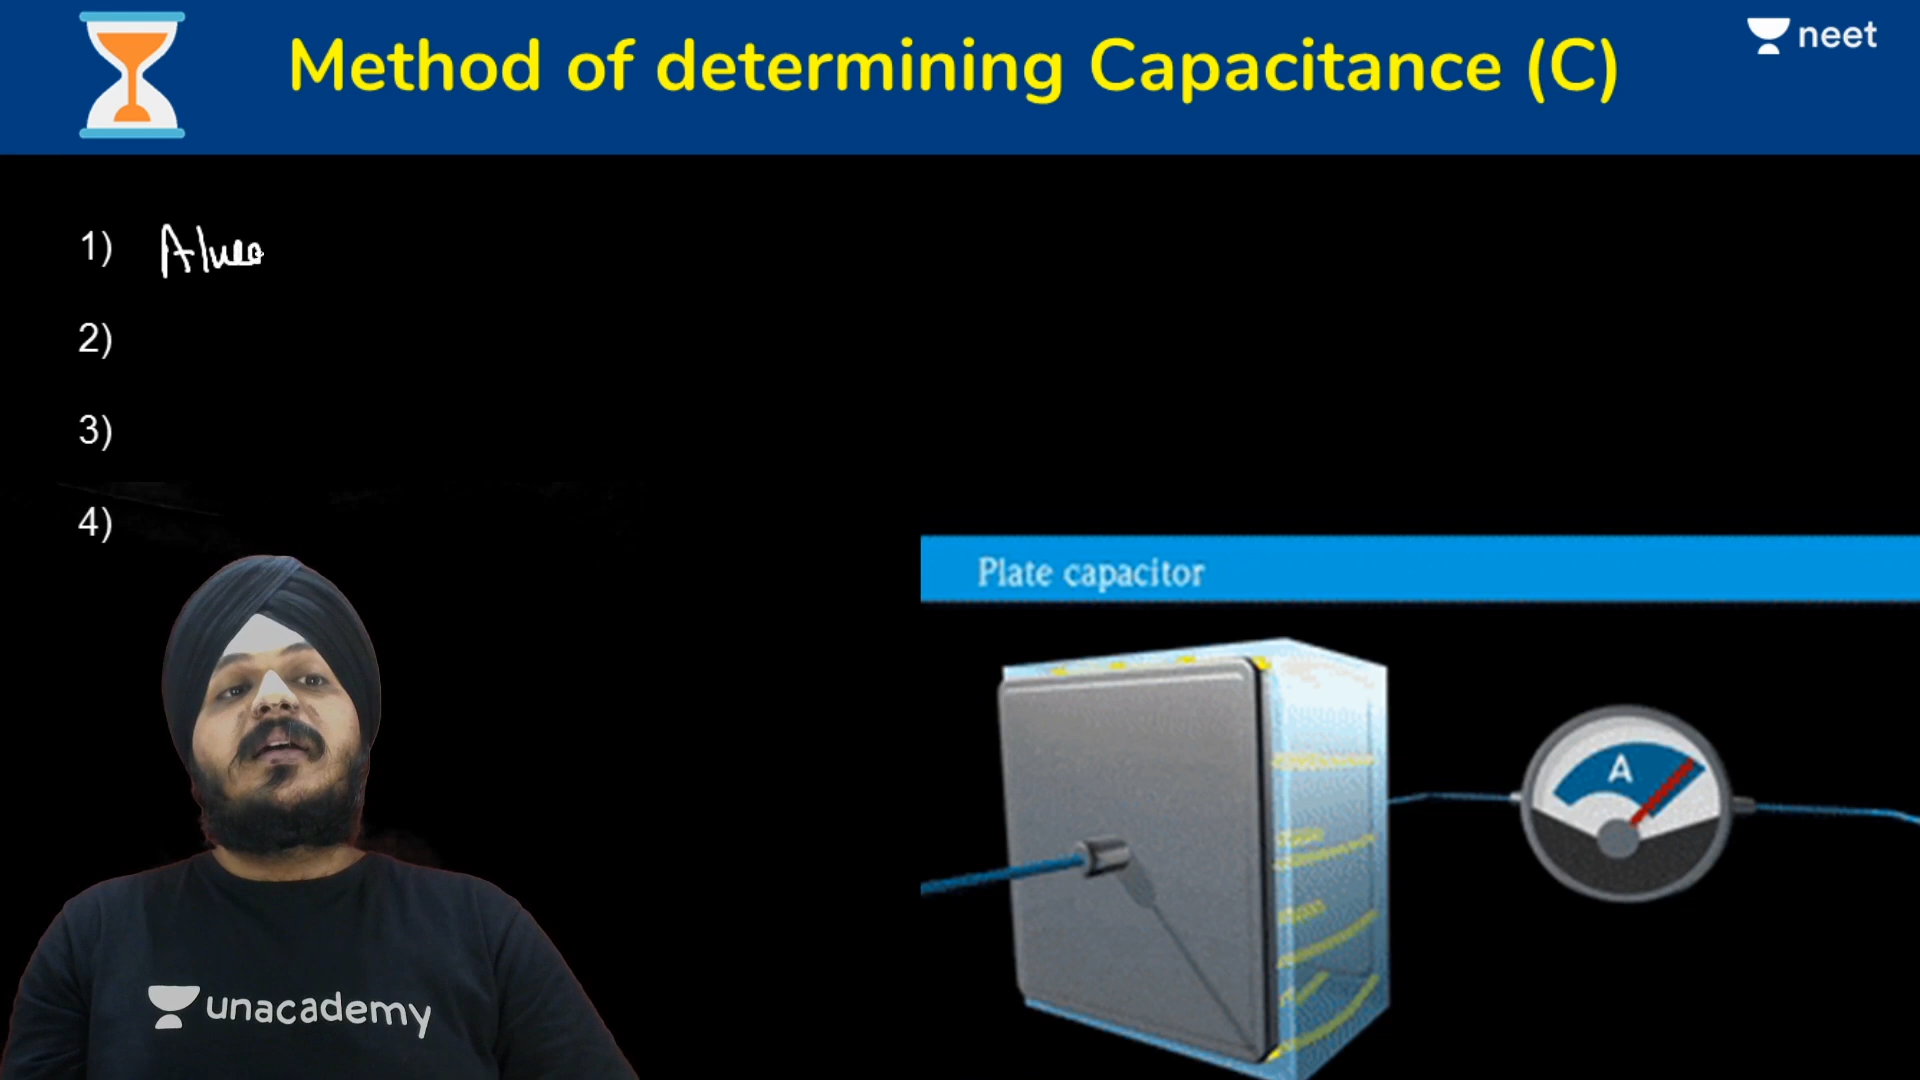 Method of determining Capacitance (C)
neet
1)
2)
3)
4)
Plate capacitor
A
unacademy